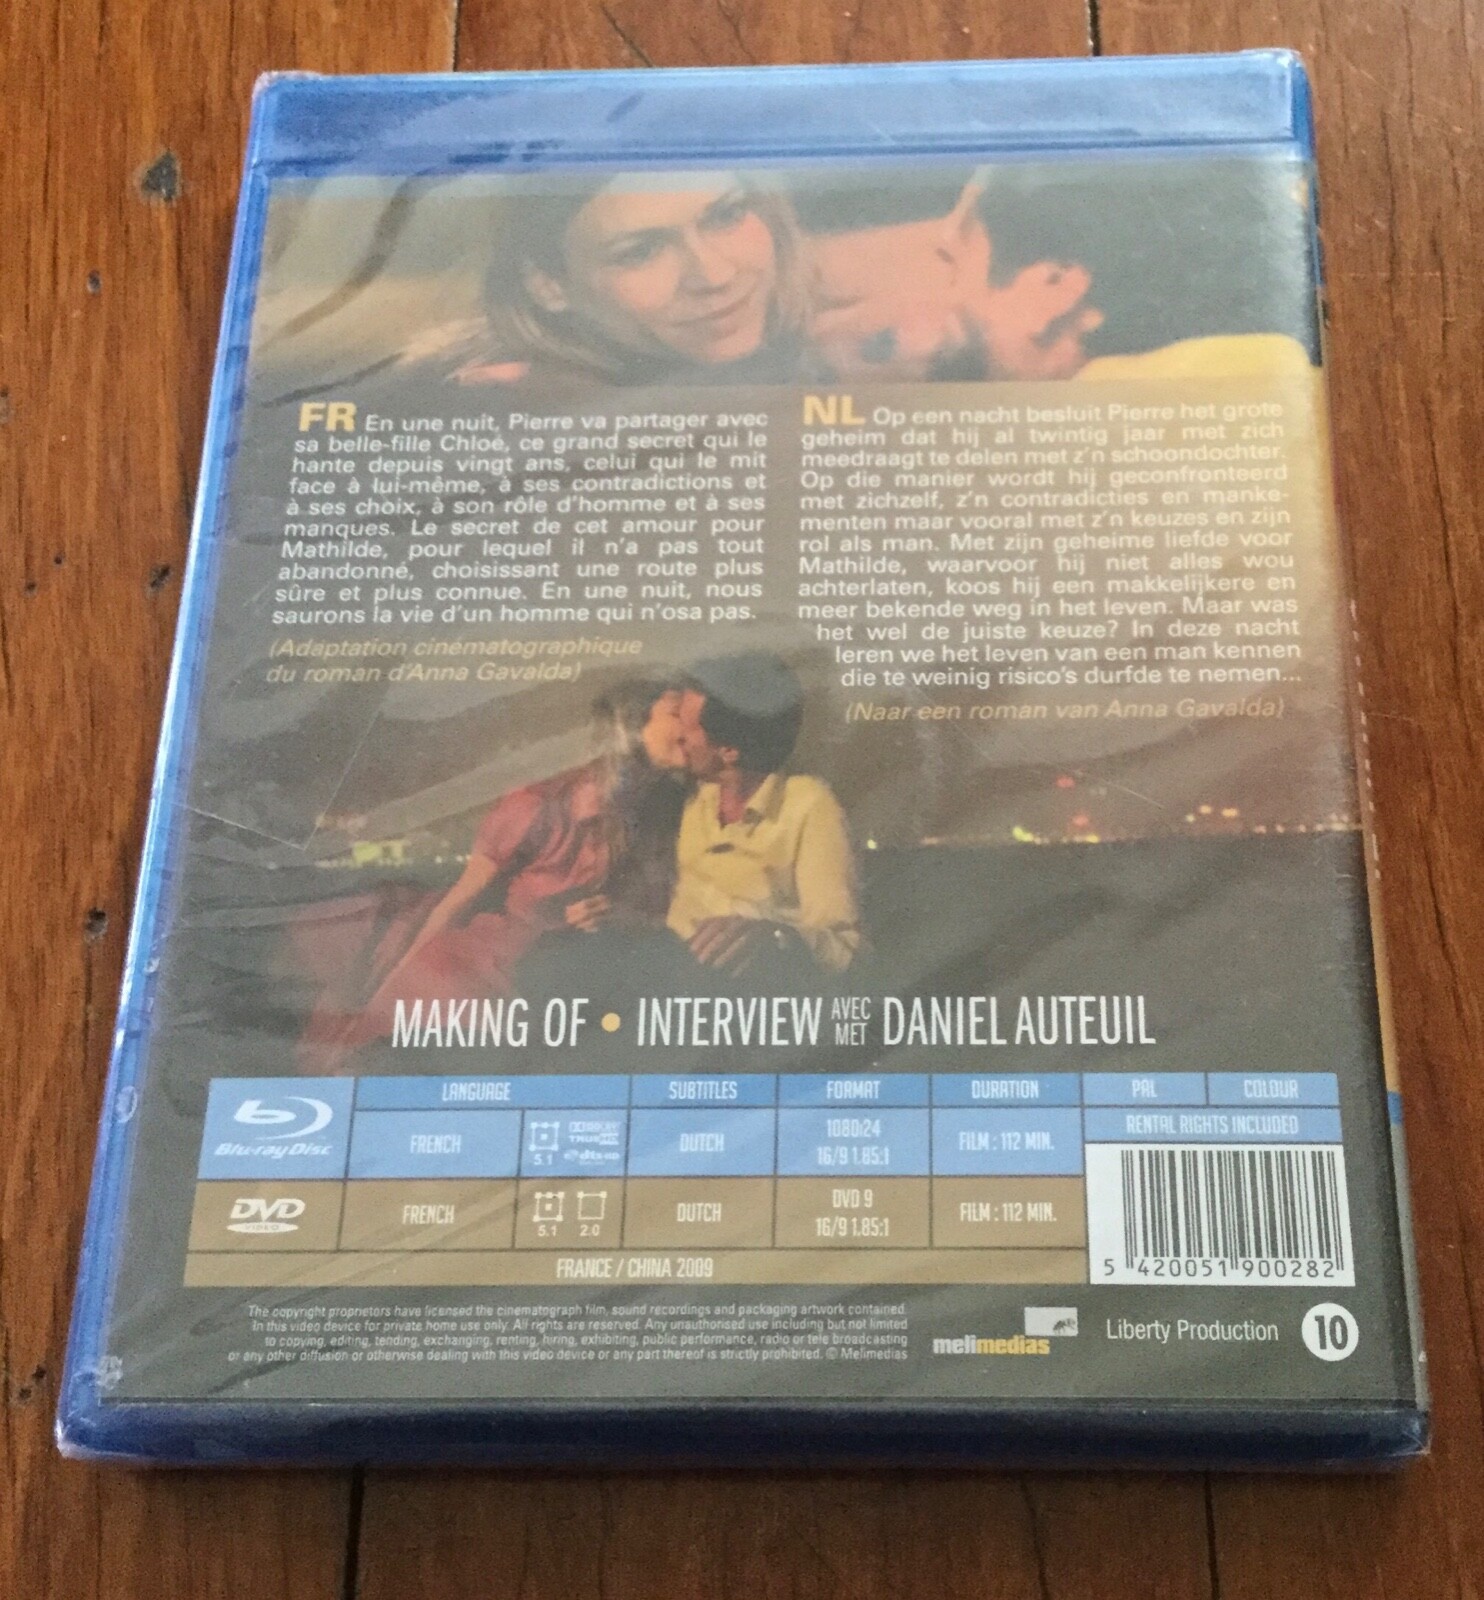 FR En une nuit, Pierre va partager avec
sa belle-fille Chloé, ce grand secret qui le
hante depuis vingt ans, celui qui le mit
face à lui-même, à ses contradictions et
à ses choix, à son rôle d'homme et à ses
manques. Le secret de cet amour pour
Mathilde, pour lequel il n'a pas tout
abandonné, choisissant une route plus
sûre et plus connue. En une nuit, nous
saurons la vie d'un homme qui n'osa pas.
(Adaptation cinématographique
du roman d'Anna Gavalda)
NL Op een nacht besluit Pierre het grote
geheim dat hij al twintig jaar met zich
meedraagt te delen met z'n schoondochter.
Op die manier wordt hij geconfronteerd
met zichzelf, z'n contradicties en manke-
menten maar vooral met z'n keuzes en zijn
rol als man. Met zijn geheime liefde voor
Mathilde, waarvoor hij niet alles wou
achterlaten, koos hij een makkelijkere en
meer bekende weg in het leven. Maar was
het wel de juiste keuze? In deze nacht
leren we het leven van een man kennen
die te weinig risico's durfde te nemen...
(Naar een roman van Anna Gavalda)
MAKING OF • INTERVIEW AVEC MET DANIEL AUTEUIL
LANGUAGE SUBTITLES FORMAT DURATION PAL COLOUR
RENTAL RIGHTS INCLUDED
Blu-ray Disc FRENCH 5.1 DOLBY TRUEHD dts-HD DUTCH 1080:24 16/9 1.85:1 FILM : 112 MIN.
DVD VIDEO FRENCH 5.1 2.0 DUTCH DVD 9 16/9 1.85:1 FILM : 112 MIN.
FRANCE / CHINA 2009
5 420051 900282
The copyright proprietors have licensed the cinematograph film, sound recordings and packaging artwork contained.
In this video device for private home use only. All rights are reserved. Any unauthorised use including but not limited
to copying, editing, lending, exchanging, renting, hiring, exhibiting, public performance, radio or tele broadcasting
or any other diffusion or otherwise dealing with this video device or any part thereof is strictly prohibited. © Melimedias
melimedias
Liberty Production
10